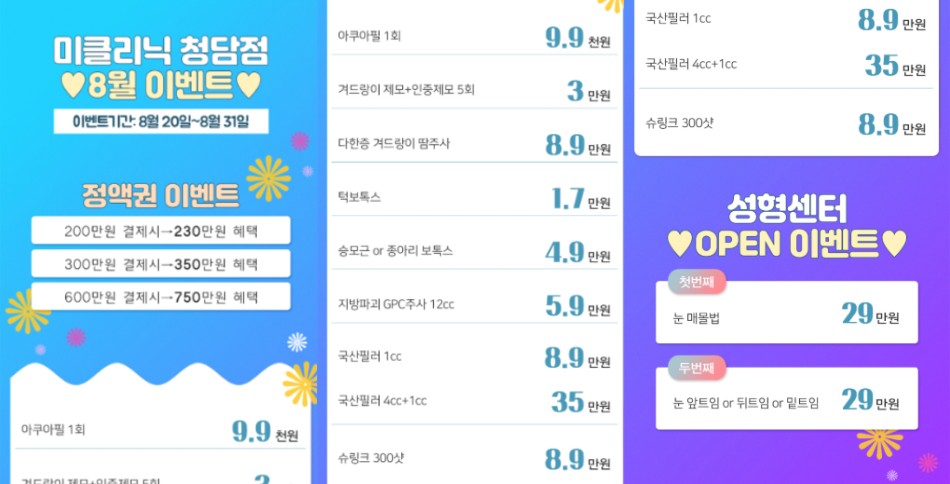 미클리닉 청담점
♥8월 이벤트♥
이벤트기간: 8월 20일~8월 31일
정액권 이벤트
200만원 결제시→230만원 혜택
300만원 결제시→350만원 혜택
600만원 결제시→750만원 혜택
아쿠아필 1회 9.9 천원
겨드랑이 제모+인중제모 5회 3
아쿠아필 1회 9.9 천원
겨드랑이 제모+인중제모 5회 3 만원
다한증 겨드랑이 땀주사 8.9 만원
턱보톡스 1.7 만원
승모근 or 종아리 보톡스 4.9 만원
지방파괴 GPC주사 12cc 5.9 만원
국산필러 1cc 8.9 만원
국산필러 4cc+1cc 35 만원
슈링크 300샷 8.9 만원
국산필러 1cc 8.9 만원
국산필러 4cc+1cc 35 만원
슈링크 300샷 8.9 만원
성형센터
♥OPEN 이벤트♥
첫번째
눈 매몰법 29 만원
두번째
눈 앞트임 or 뒤트임 or 밑트임 29 만원